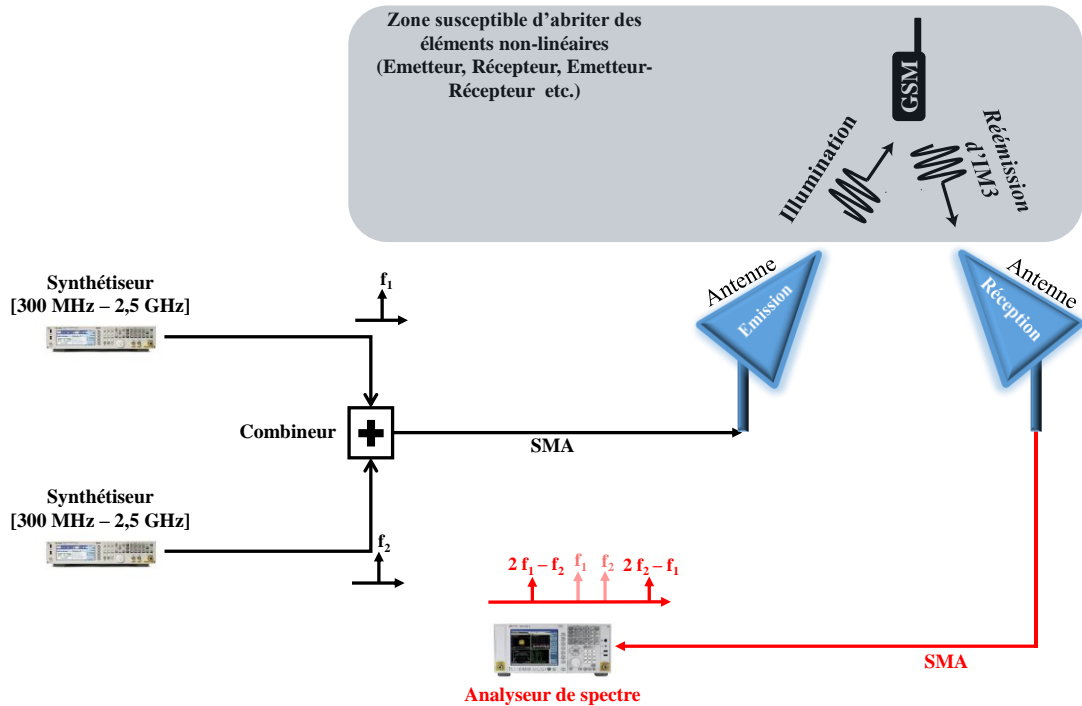 Zone susceptible d’abriter des
éléments non-linéaires
(Emetteur, Récepteur, Emetteur-
Récepteur etc.)
GSM
Illumination
Réémission
d'IM3
Antenne
Emission
Antenne
Réception
Synthétiseur
[300 MHz – 2,5 GHz]
f1
Combineur
SMA
Synthétiseur
[300 MHz – 2,5 GHz]
f2
2 f1 – f2 f1 f2 2 f2 – f1
SMA
Analyseur de spectre